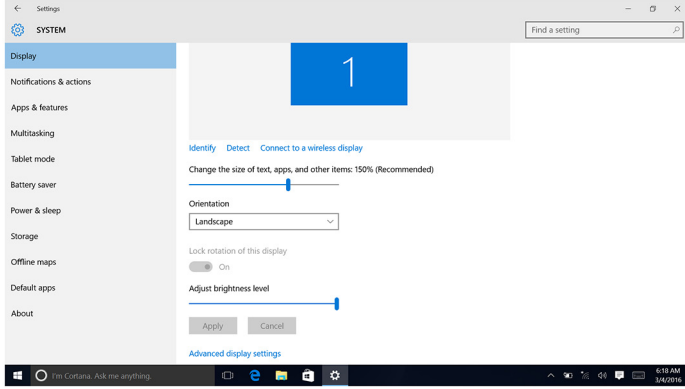 Settings
SYSTEM
Find a setting
Display
Notifications & actions
Apps & features
Multitasking
Tablet mode
Battery saver
Power & sleep
Storage
Offline maps
Default apps
About
1
Identify Detect Connect to a wireless display
Change the size of text, apps, and other items: 150% (Recommended)
Orientation
Landscape
Lock rotation of this display
On
Adjust brightness level
Apply Cancel
Advanced display settings
I'm Cortana. Ask me anything.
6:18 AM
3/4/2016